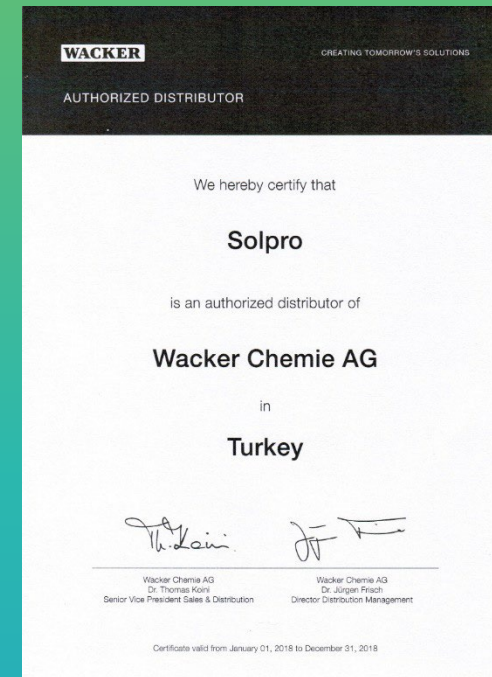 WACKER
CREATING TOMORROW'S SOLUTIONS
AUTHORIZED DISTRIBUTOR
We hereby certify that
Solpro
is an authorized distributor of
Wacker Chemie AG
in
Turkey
Th. Koini
Wacker Chemie AG
Dr. Thomas Koini
Senior Vice President Sales & Distribution
Wacker Chemie AG
Dr. Jürgen Frisch
Director Distribution Management
Certificate valid from January 01, 2018 to December 31, 2018